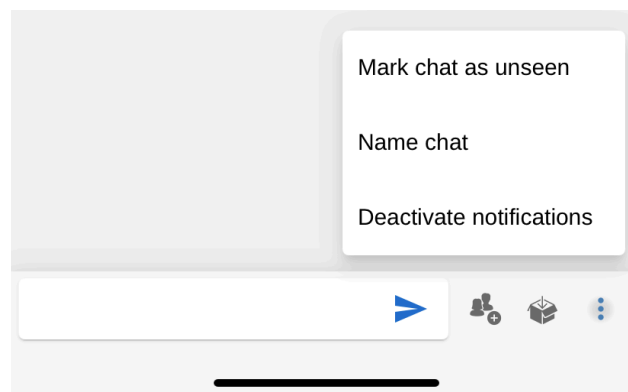 Mark chat as unseen
Name chat
Deactivate notifications